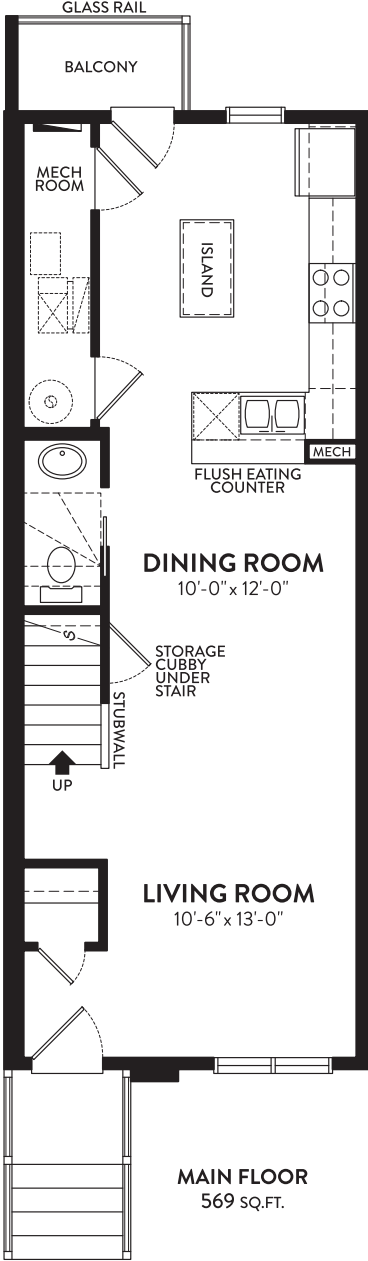 GLASS RAIL
BALCONY
MECH
ROOM
ISLAND
MECH
FLUSH EATING
COUNTER
DINING ROOM
10'-0" x 12'-0"
S
STORAGE
CUBBY
UNDER
STAIR
STUBWALL
UP
LIVING ROOM
10'-6" x 13'-0"
MAIN FLOOR
569 SQ.FT.